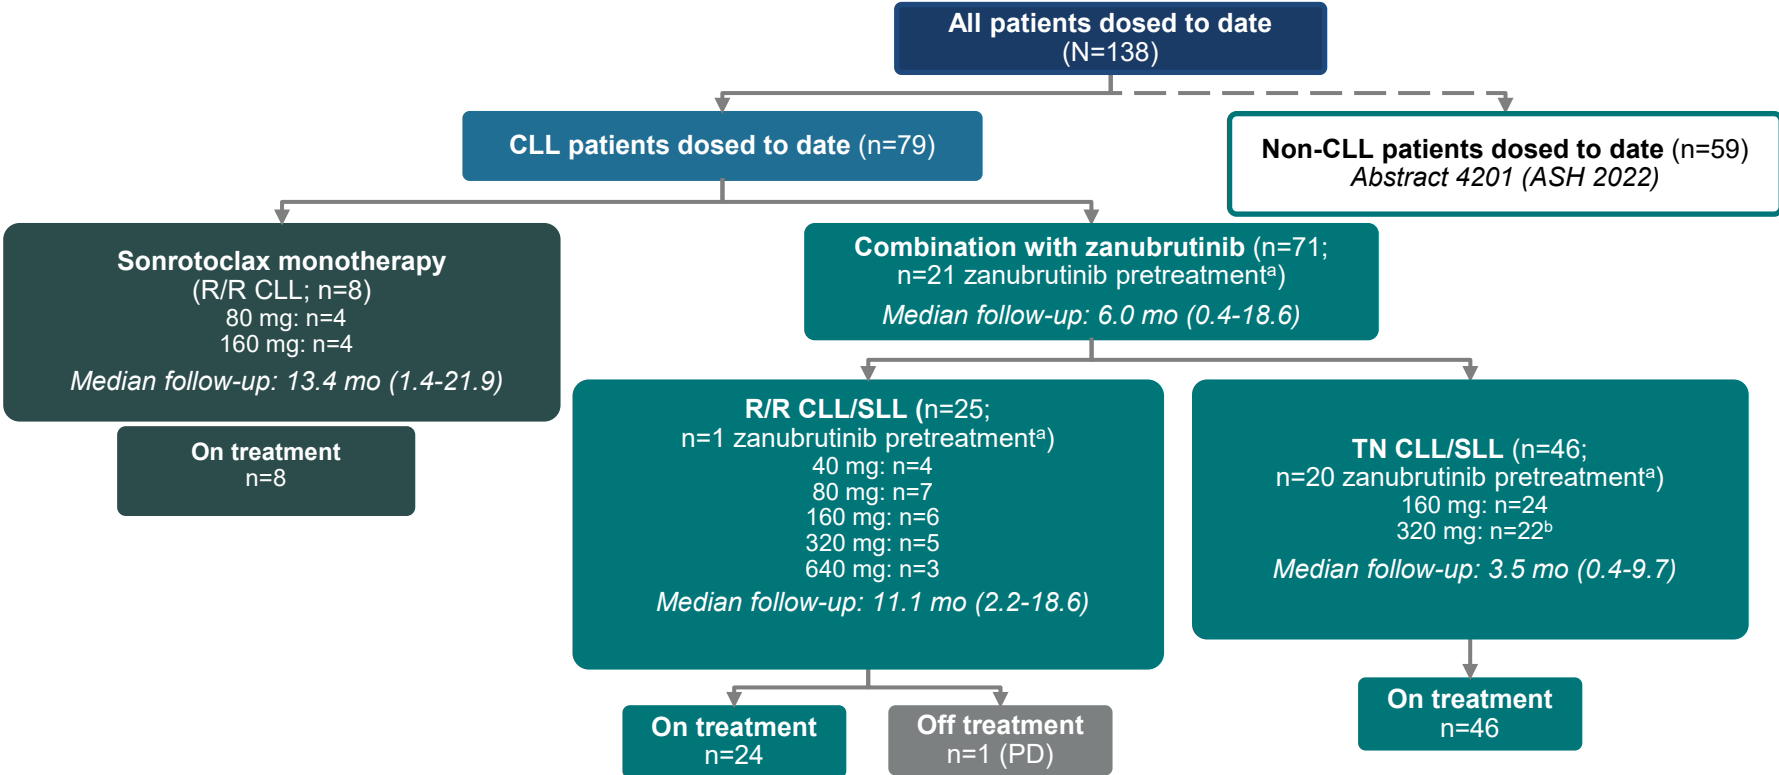 All patients dosed to date
(N=138)
CLL patients dosed to date (n=79)
Non-CLL patients dosed to date (n=59)
Abstract 4201 (ASH 2022)
Sonrotoclax monotherapy
(R/R CLL; n=8)
80 mg: n=4
160 mg: n=4
Median follow-up: 13.4 mo (1.4-21.9)
On treatment
n=8
Combination with zanubrutinib (n=71;
n=21 zanubrutinib pretreatmentᵃ)
Median follow-up: 6.0 mo (0.4-18.6)
R/R CLL/SLL (n=25;
n=1 zanubrutinib pretreatmentᵃ)
40 mg: n=4
80 mg: n=7
160 mg: n=6
320 mg: n=5
640 mg: n=3
Median follow-up: 11.1 mo (2.2-18.6)
TN CLL/SLL (n=46;
n=20 zanubrutinib pretreatmentᵃ)
160 mg: n=24
320 mg: n=22ᵇ
Median follow-up: 3.5 mo (0.4-9.7)
On treatment
n=24
Off treatment
n=1 (PD)
On treatment
n=46